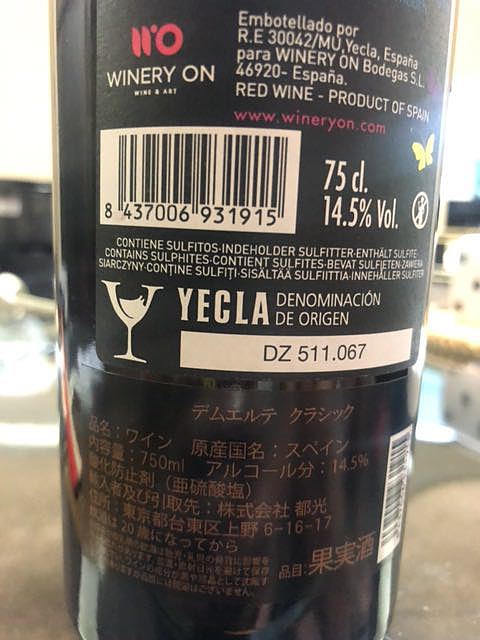 WINERY ON
WINE & ART
Embotellado por
R.E 30042/MU, Yecla, España
para WINERY ON Bodegas S.L.
46920- España.
RED WINE - PRODUCT OF SPAIN
www.wineryon.com
8 437006 931915
75 cl.
14.5% Vol.
CONTIENE SULFITOS·INDEHOLDER SULFITTER·ENTHÄLT SULFITE·
CONTAINS SULPHITES·CONTIENT SULFITES·BEVAT SULFIETEN·ZAWIERA
SIARCZYNY·CONȚINE SULFIȚI·SISÄLTÄÄ SULFIITTIA·INNEHÅLLER SULFITER
YECLA DENOMINACIÓN
DE ORIGEN
DZ 511.067
デムエルテ クラシック
品名：ワイン 原産国名：スペイン
内容量：750ml アルコール分：14.5%
酸化防止剤（亜硫酸塩）
輸入者及び引取先：株式会社 都光
住所：東京都台東区上野 6-16-17
飲酒は20歳になってから
品目：果実酒